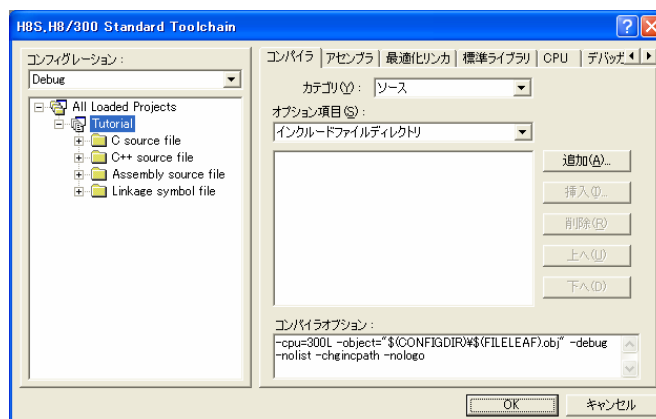 H8S,H8/300 Standard Toolchain
コンフィグレーション :
Debug
All Loaded Projects
Tutorial
C source file
C++ source file
Assembly source file
Linkage symbol file
コンパイラ アセンブラ 最適化リンカ 標準ライブラリ CPU デバッガ
カテゴリ(Y) : ソース
オプション項目(S) :
インクルードファイルディレクトリ
追加(A)...
挿入(I)...
削除(R)
上へ(U)
下へ(D)
コンパイラオプション :
-cpu=300L -object="$(CONFIGDIR)¥$(FILELEAF).obj" -debug
-nolist -chgincpath -nologo
OK キャンセル